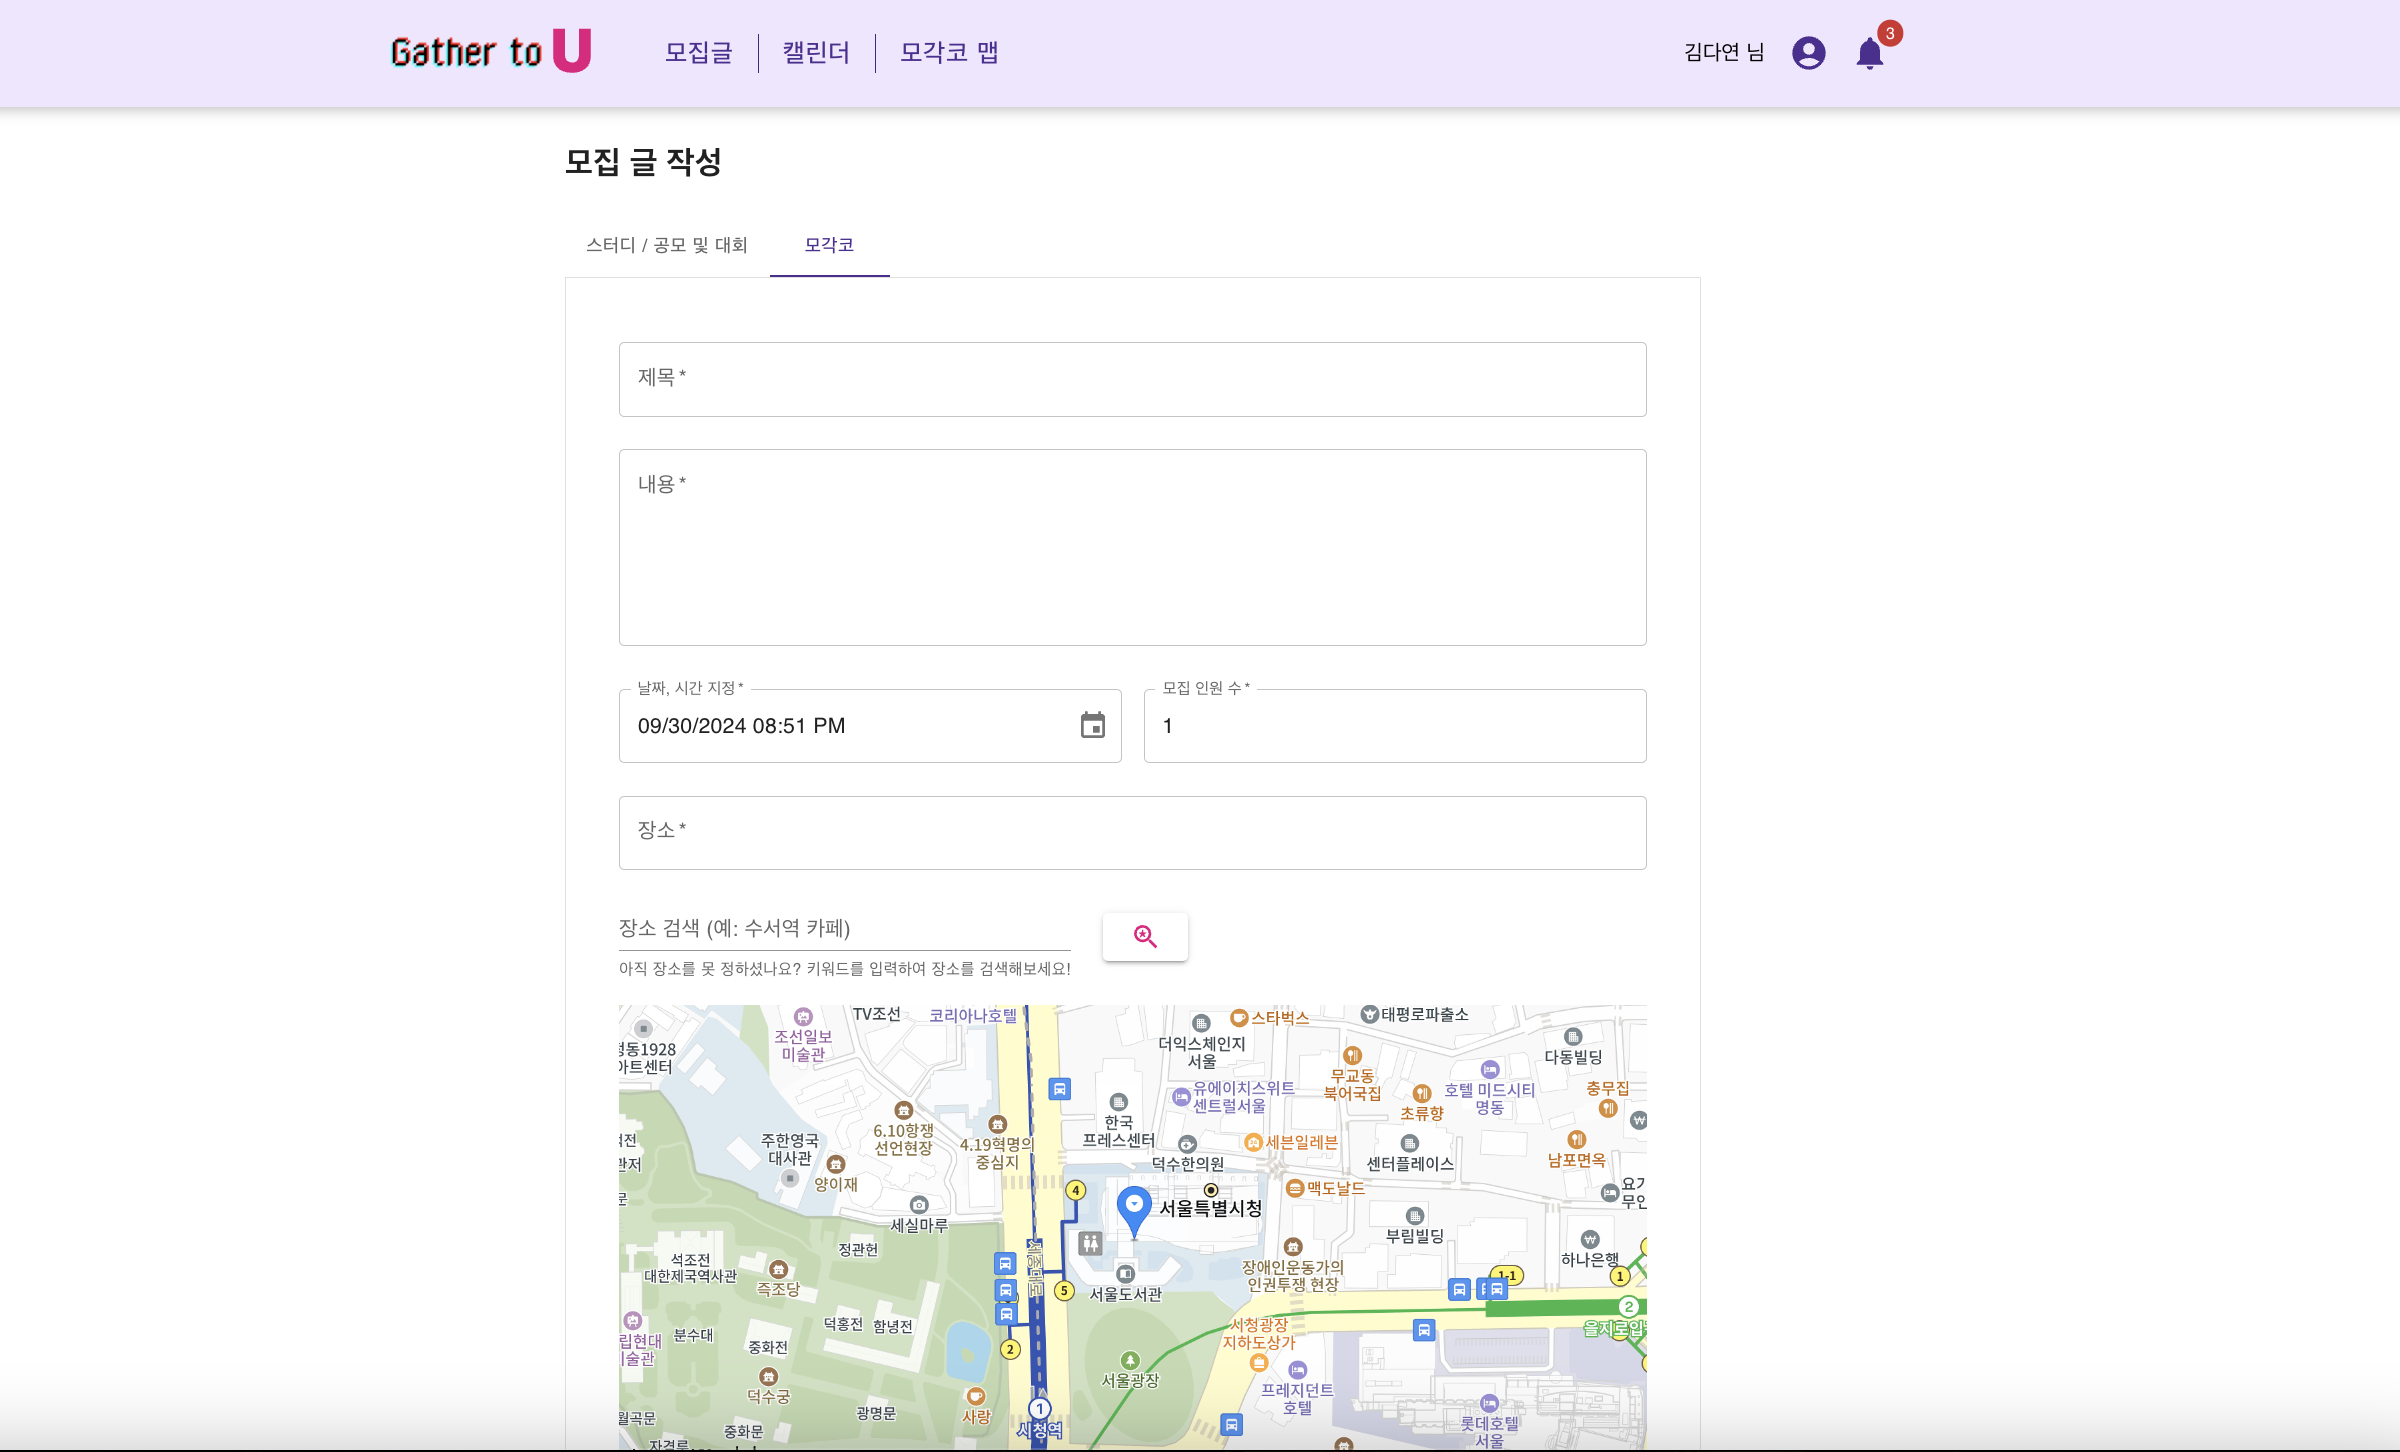 Gather to U
모집글
캘린더
모각코 맵
김다연 님
3
모집 글 작성
스터디 / 공모 및 대회
모각코
제목 *
내용 *
날짜, 시간 지정 *
09/30/2024 08:51 PM
모집 인원 수 *
1
장소 *
장소 검색 (예: 수서역 카페)
아직 장소를 못 정하셨나요? 키워드를 입력하여 장소를 검색해보세요!
TV조선
코리아나호텔
조선일보
미술관
아트센터
스타벅스
태평로파출소
더익스체인지
서울
다동빌딩
무교동
북어국집
유에이치스위트
센트럴서울
호텔 미드시티
명동
충무집
초류향
한국
프레스센터
6.10항쟁
선언현장
4.19혁명의
중심지
주한영국
대사관
양이재
세븐일레븐
덕수한의원
센터플레이스
남포면옥
맥도날드
4
서울특별시청
세실마루
부림빌딩
하나은행
정관헌
석조전
대한제국역사관
즉조당
세종대로
5
서울도서관
장애인운동가의
인권투쟁 현장
1-1
1
2
덕홍전
함녕전
분수대
중화전
2
시청광장
지하도상가
서울광장
프레지던트
호텔
덕수궁
사랑
광명문
1
시청역
롯데호텔
서울
월곡문
중화문